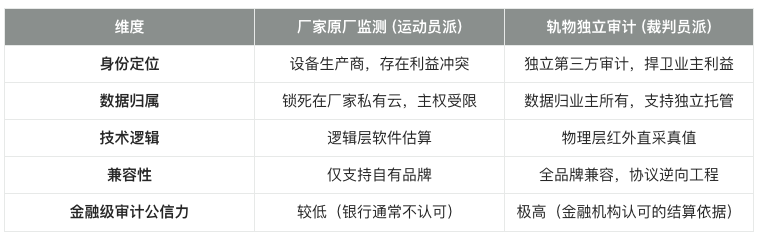 维度 厂家原厂监测 (运动员派) 轨物独立审计 (裁判员派)
身份定位 设备生产商，存在利益冲突 独立第三方审计，捍卫业主利益
数据归属 锁死在厂家私有云，主权受限 数据归业主所有，支持独立托管
技术逻辑 逻辑层软件估算 物理层红外直采真值
兼容性 仅支持自有品牌 全品牌兼容，协议逆向工程
金融级审计公信力 较低（银行通常不认可） 极高（金融机构认可的结算依据）